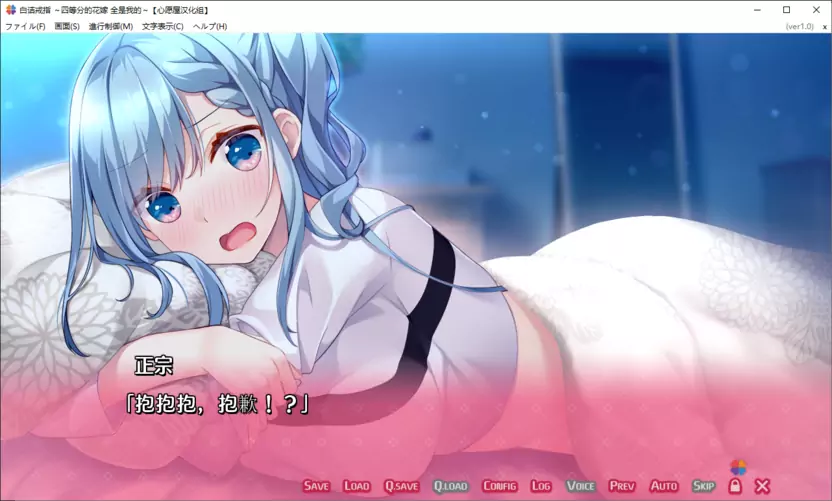 白诘戒指 ～四等分的花嫁 全是我的～【心愿屋汉化组】
ファイル(F) 画面(S) 進行制御(M) 文字表示(C) ヘルプ(H) (ver1.0) x
正宗
「抱抱抱，抱歉！？」
SAVE LOAD Q.SAVE Q.LOAD CONFIG LOG VOICE PREV AUTO SKIP